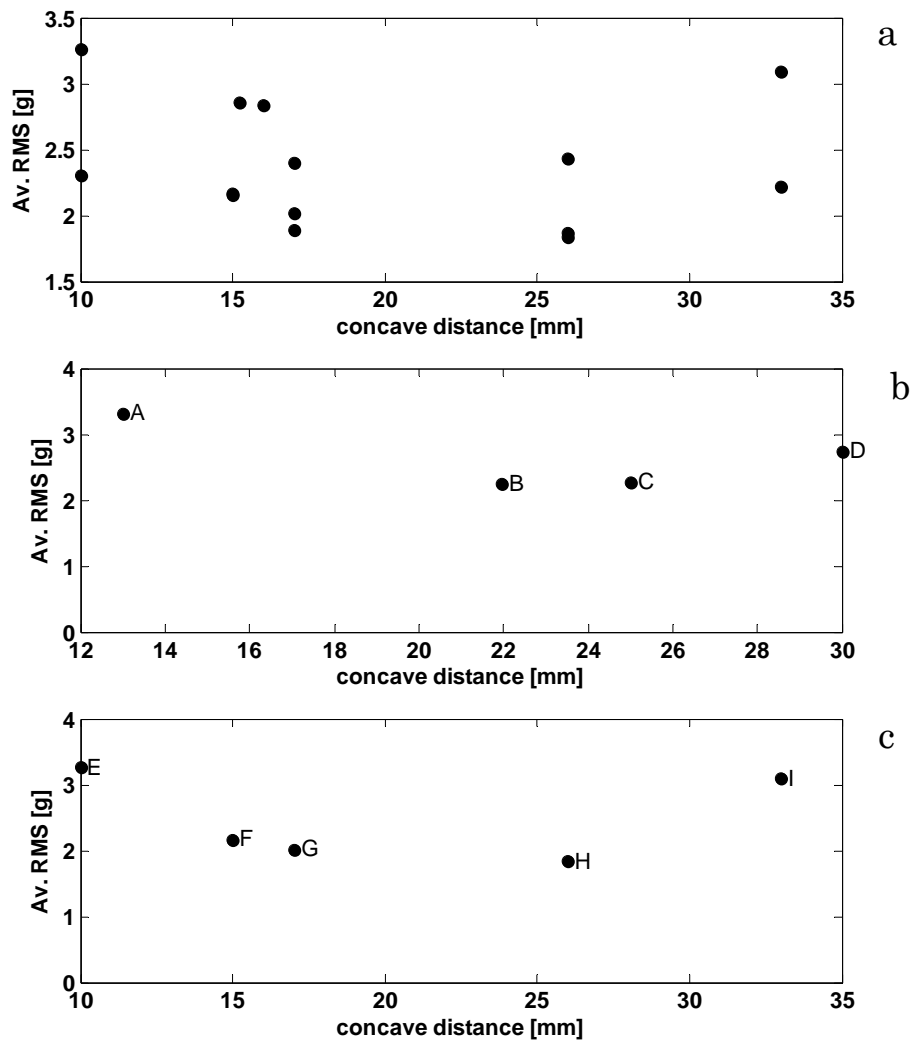 a
3.5
3
2.5
2
1.5
Av. RMS [g]
10 15 20 25 30 35
concave distance [mm]
b
4
3
2
1
0
Av. RMS [g]
A
B
C
D
12 14 16 18 20 22 24 26 28 30
concave distance [mm]
c
4
3
2
1
0
Av. RMS [g]
E
F
G
H
I
10 15 20 25 30 35
concave distance [mm]